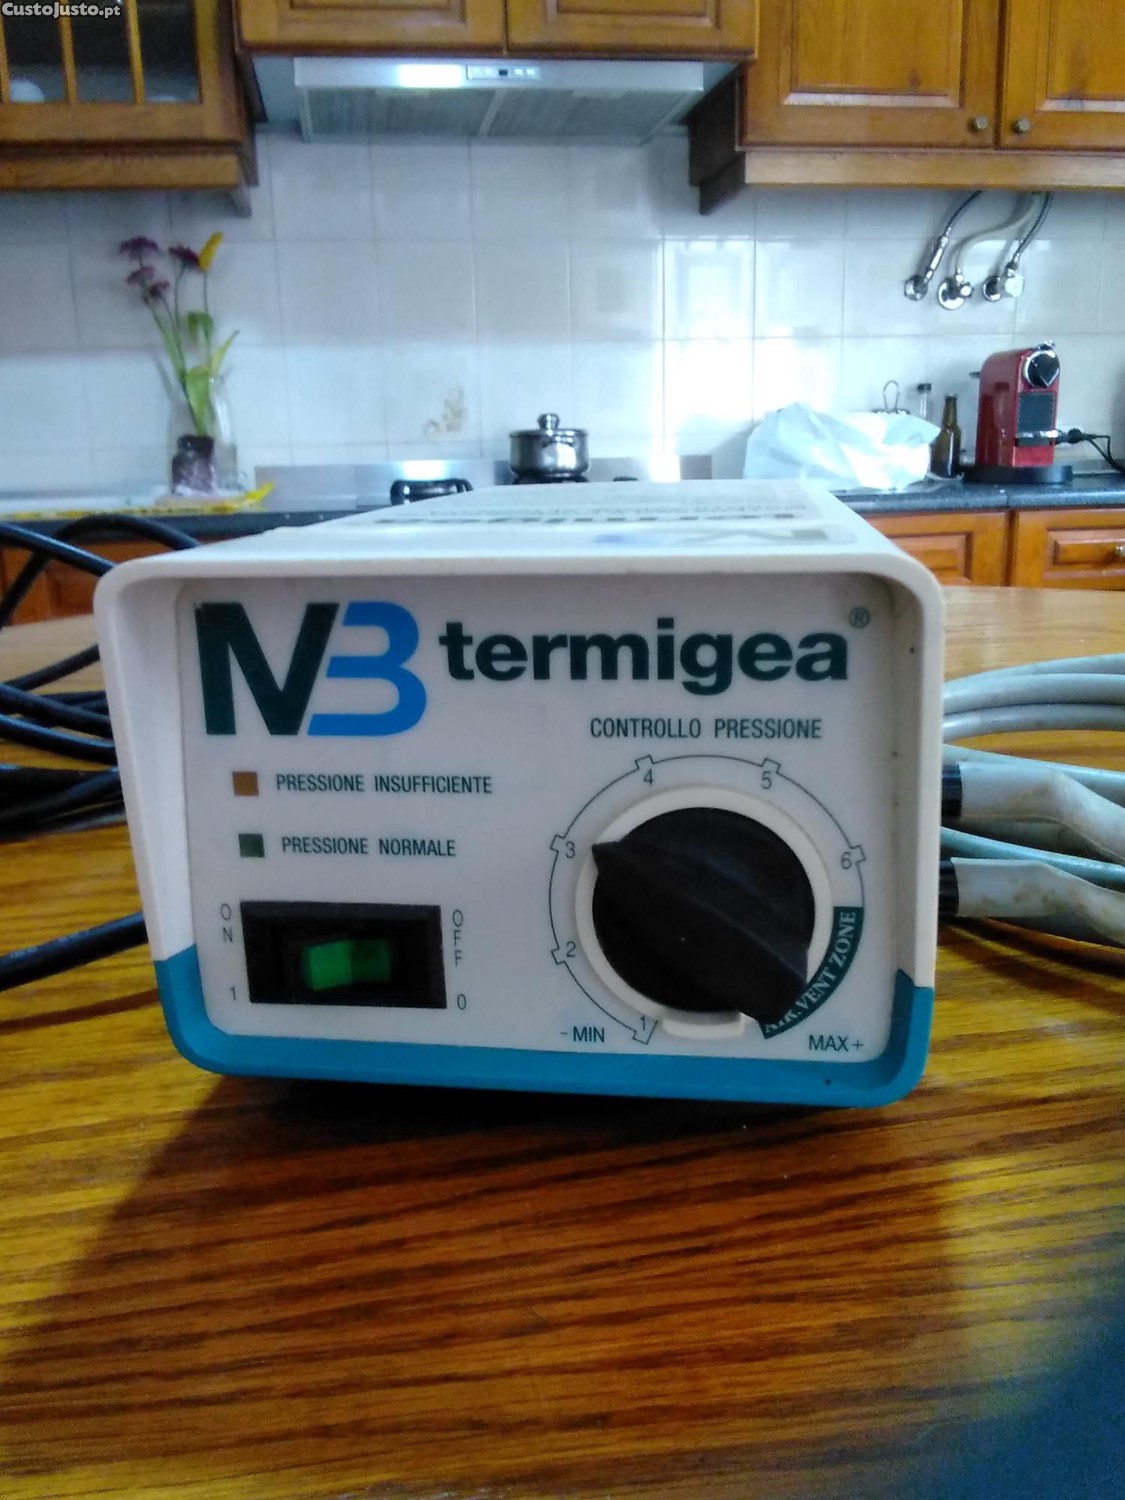 CustoJusto.pt
termigea
MB termigea®
CONTROLLO PRESSIONE
PRESSIONE INSUFFICIENTE
PRESSIONE NORMALE
ON
1
OFF
0
1
2
3
4
5
6
AIR.VENT ZONE
- MIN
MAX +